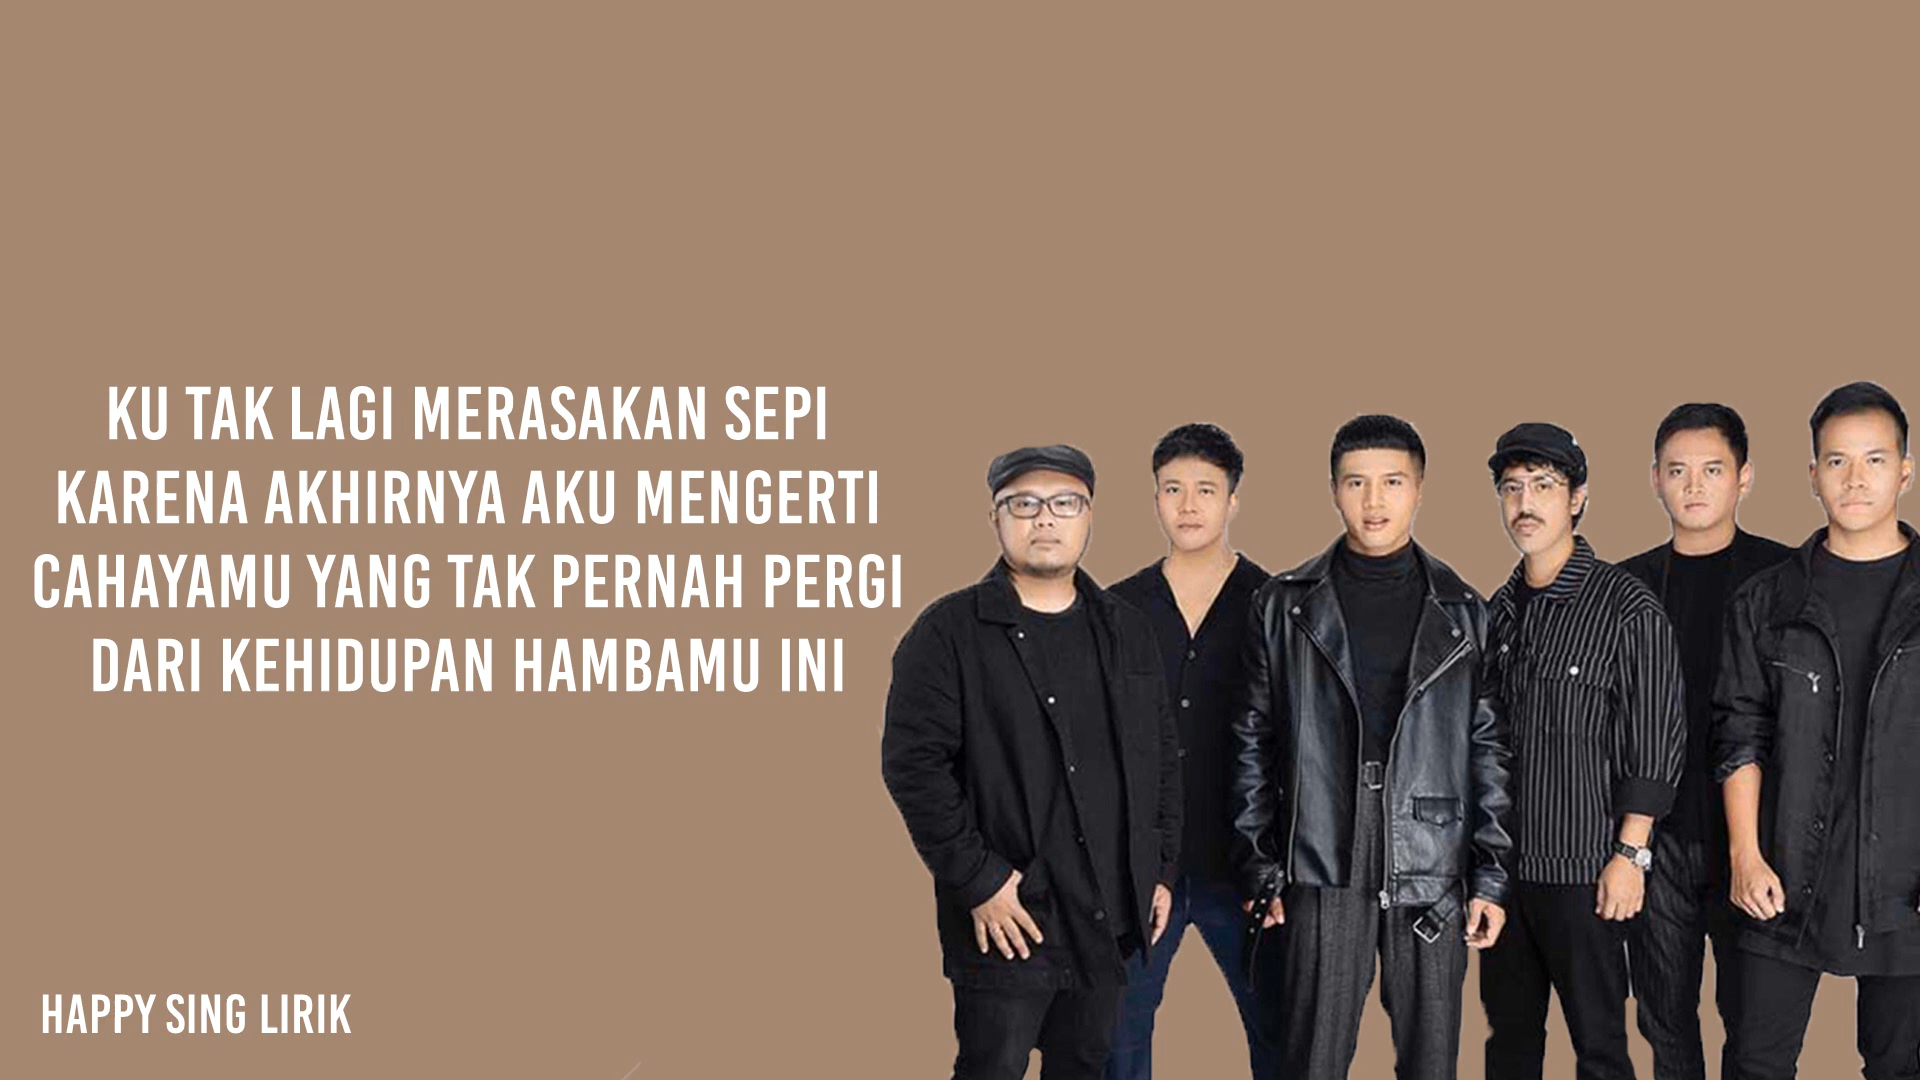 KU TAK LAGI MERASAKAN SEPI
KARENA AKHIRNYA AKU MENGERTI
CAHAYAMU YANG TAK PERNAH PERGI
DARI KEHIDUPAN HAMBAMU INI
HAPPY SING LIRIK